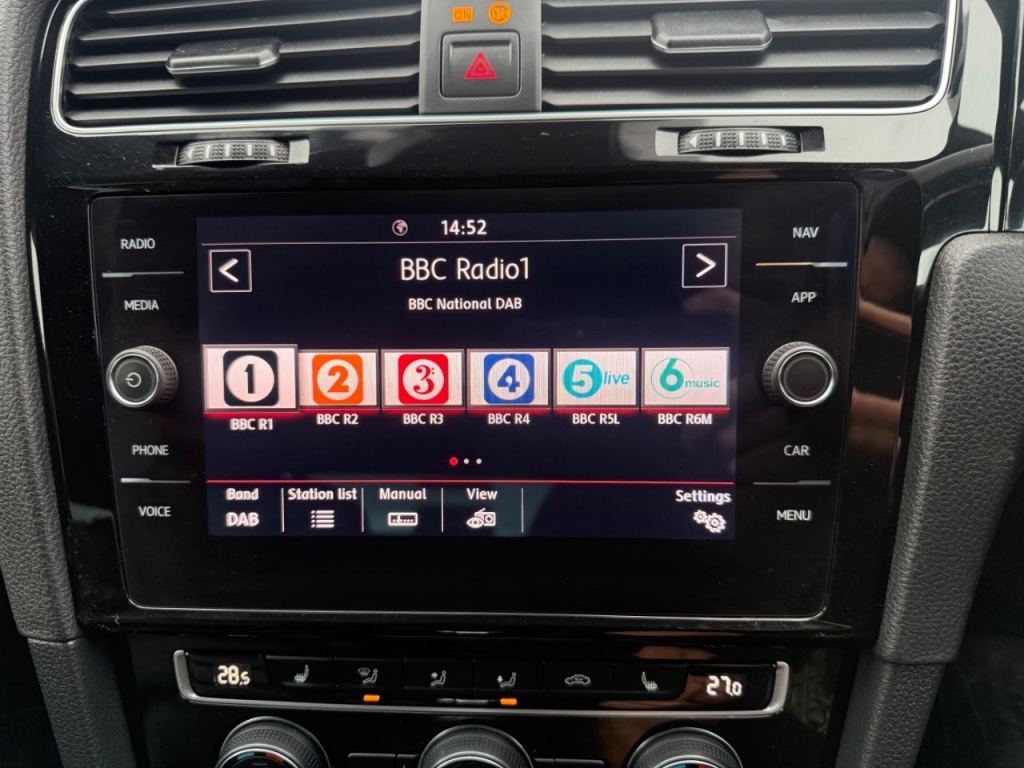 ON
14:52
RADIO
NAV
< BBC Radio1 >
BBC National DAB
MEDIA
APP
1 2 3 4 5 live 6 music
BBC R1 BBC R2 BBC R3 BBC R4 BBC R5L BBC R6M
PHONE
CAR
VOICE
MENU
Band Station list Manual View Settings
DAB
28.5 27.0